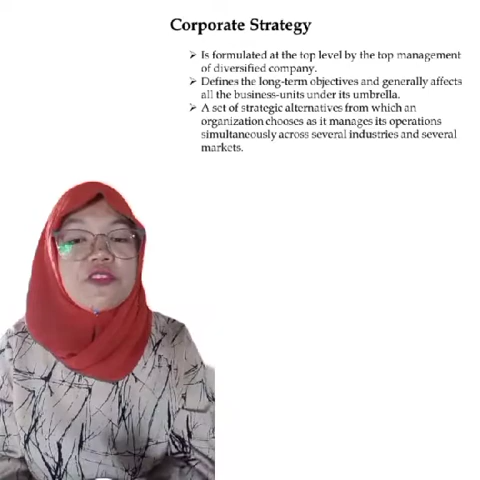 Corporate Strategy
➢ Is formulated at the top level by the top management
of diversified company.
➢ Defines the long-term objectives and generally affects
all the business-units under its umbrella.
➢ A set of strategic alternatives from which an
organization chooses as it manages its operations
simultaneously across several industries and several
markets.